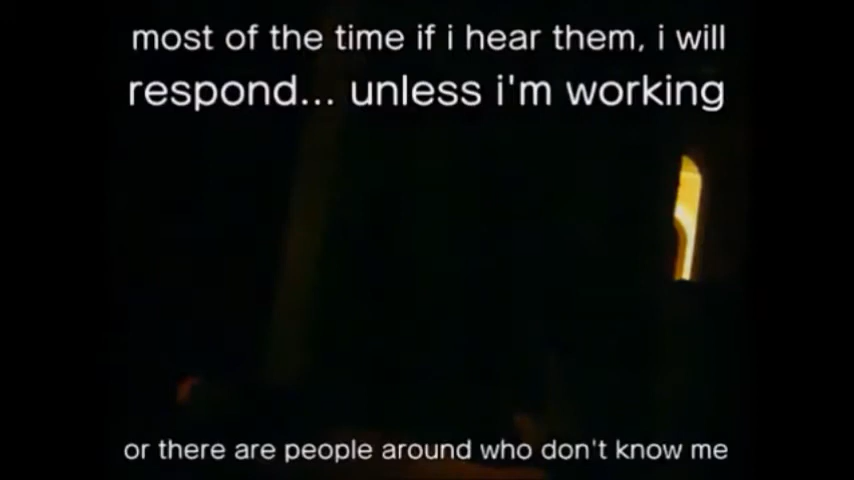 most of the time if i hear them, i will
respond... unless i'm working
or there are people around who don't know me